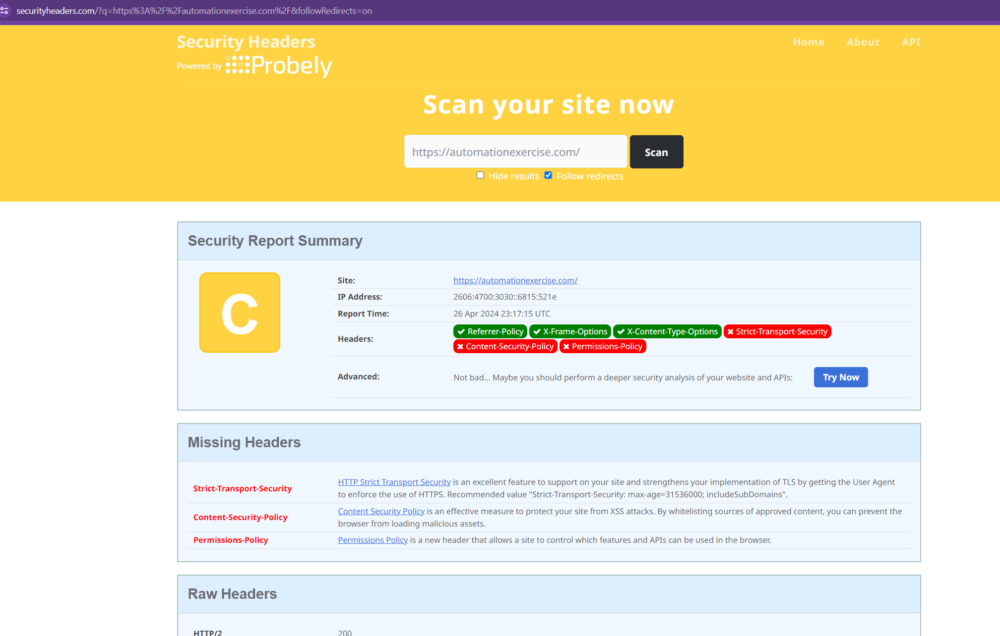 securityheaders.com/?q=https%3A%2F%2Fautomationexercise.com%2F&followRedirects=on
Security Headers
Home About API
Powered by Probely
Scan your site now
https://automationexercise.com/ Scan
Hide results Follow redirects
Security Report Summary
C
Site: https://automationexercise.com/
IP Address: 2606:4700:3030::6815:521e
Report Time: 26 Apr 2024 23:17:15 UTC
Headers: Referrer-Policy X-Frame-Options X-Content-Type-Options Strict-Transport-Security
Content-Security-Policy Permissions-Policy
Advanced: Not bad... Maybe you should perform a deeper security analysis of your website and APIs: Try Now
Missing Headers
Strict-Transport-Security HTTP Strict Transport Security is an excellent feature to support on your site and strengthens your implementation of TLS by getting the User Agent
to enforce the use of HTTPS. Recommended value "Strict-Transport-Security: max-age=31536000; includeSubDomains".
Content-Security-Policy Content Security Policy is an effective measure to protect your site from XSS attacks. By whitelisting sources of approved content, you can prevent the
browser from loading malicious assets.
Permissions-Policy Permissions Policy is a new header that allows a site to control which features and APIs can be used in the browser.
Raw Headers
HTTP/2 200